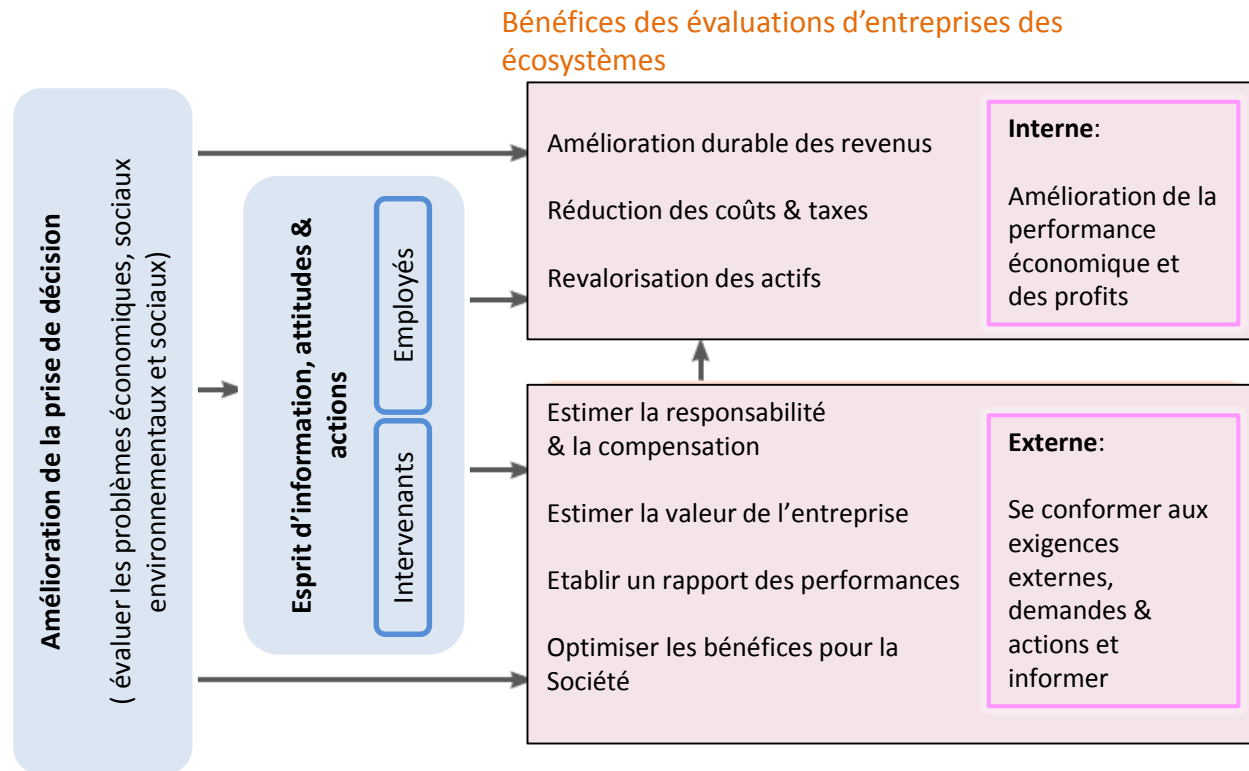 Bénéfices des évaluations d’entreprises des
écosystèmes
Amélioration de la prise de décision
( évaluer les problèmes économiques, sociaux
environnementaux et sociaux)
Esprit d’information, attitudes &
actions
Employés
Intervenants
Amélioration durable des revenus
Réduction des coûts & taxes
Revalorisation des actifs
Interne:
Amélioration de la
performance
économique et
des profits
Estimer la responsabilité
& la compensation
Estimer la valeur de l’entreprise
Etablir un rapport des performances
Optimiser les bénéfices pour la
Société
Externe:
Se conformer aux
exigences
externes,
demandes &
actions et
informer